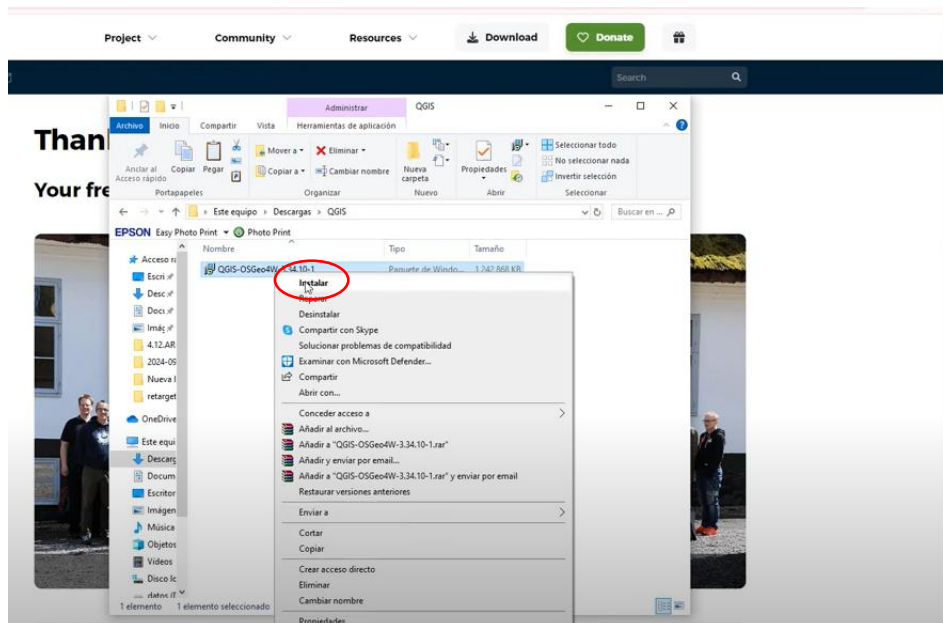 Project
Community
Resources
Download
Donate
Search
Your fre
Administrar
QGIS
Archivo
Inicio
Compartir
Vista
Herramientas de aplicación
Anclar al
Acceso rápido
Copiar
Pegar
Mover a
Copiar a
Eliminar
Cambiar nombre
Nueva
carpeta
Propiedades
Seleccionar todo
No seleccionar nada
Invertir selección
Portapapeles
Organizar
Nuevo
Abrir
Seleccionar
Este equipo > Descargas > QGIS
Buscar en ...
EPSON Easy Photo Print
Photo Print
Nombre
Tipo
Tamaño
QGIS-OSGeo4W-3.34.10-1
Paquete de Windo...
1.242.868 KB
Acceso rá
Escri
Desc
Doci
Imág
4.12.AR
2024-05
Nueva l
retarget
OneDrive
Este equi
Descarg
Docum
Escritor
Imágen
Música
Objetos
Vídeos
Disco lc
datos (I
Instalar
Reparar
Desinstalar
Compartir con Skype
Solucionar problemas de compatibilidad
Examinar con Microsoft Defender...
Compartir
Abrir con...
Conceder acceso a
Añadir al archivo...
Añadir a "QGIS-OSGeo4W-3.34.10-1.rar"
Añadir y enviar por email...
Añadir a "QGIS-OSGeo4W-3.34.10-1.rar" y enviar por email
Restaurar versiones anteriores
Enviar a
Cortar
Copiar
Crear acceso directo
Eliminar
Cambiar nombre
Propiedades
1 elemento
1 elemento seleccionado